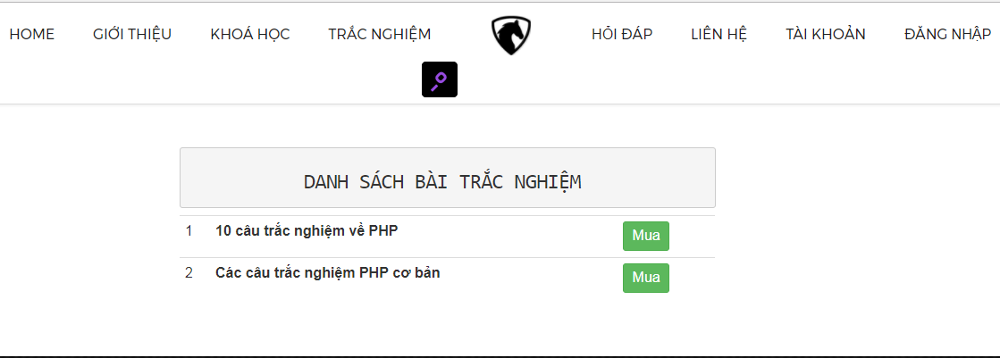 HOME GIỚI THIỆU KHOÁ HỌC TRẮC NGHIỆM HỎI ĐÁP LIÊN HỆ TÀI KHOẢN ĐĂNG NHẬP
DANH SÁCH BÀI TRẮC NGHIỆM
1 10 câu trắc nghiệm về PHP Mua
2 Các câu trắc nghiệm PHP cơ bản Mua